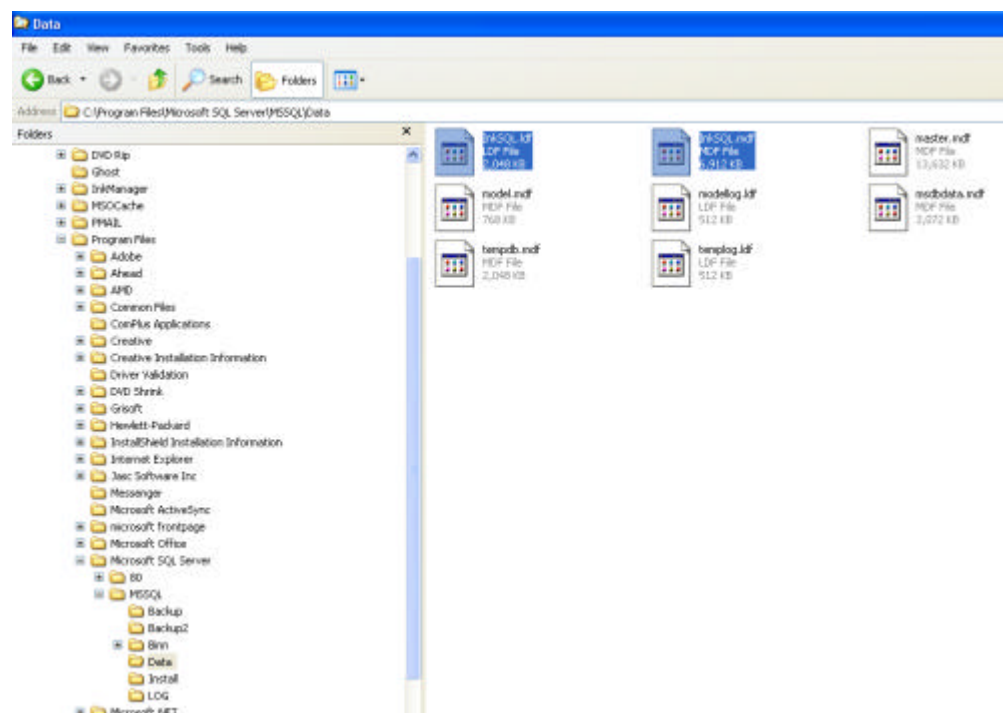 Data
File Edit View Favorites Tools Help
Back Search Folders
Address C:\Program Files\Microsoft SQL Server\MSSQL\Data
Folders
DVD Rip
Ghost
InkManager
MSOCache
PMAIL
Program Files
Adobe
Ahead
AMD
Common Files
ComPlus Applications
Creative
Creative Installation Information
Driver Validation
DVD Shrink
Grisoft
Hewlett-Packard
InstallShield Installation Information
Internet Explorer
Jasc Software Inc
Messenger
Microsoft ActiveSync
microsoft frontpage
Microsoft Office
Microsoft SQL Server
80
MSSQL
Backup
Backup2
Binn
Data
Install
LOG
Microsoft.NET
InkSQL.ldf
LDF File
2,048 KB
InkSQL.mdf
MDF File
6,912 KB
master.mdf
MDF File
13,632 KB
model.mdf
MDF File
768 KB
modellog.ldf
LDF File
512 KB
msdbdata.mdf
MDF File
3,072 KB
tempdb.mdf
MDF File
2,048 KB
templog.ldf
LDF File
512 KB